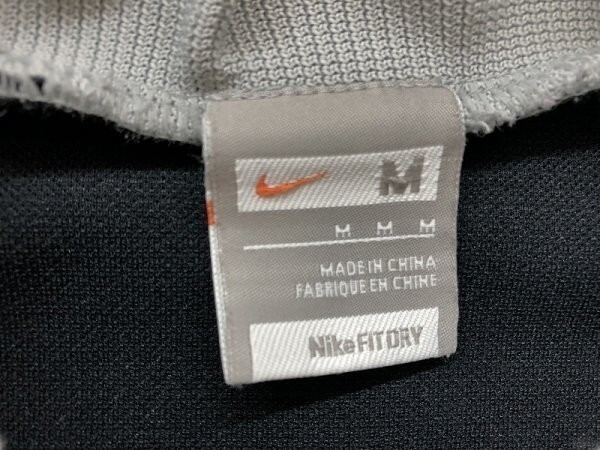 M
M M M
MADE IN CHINA
FABRIQUE EN CHINE
Nike FIT DRY